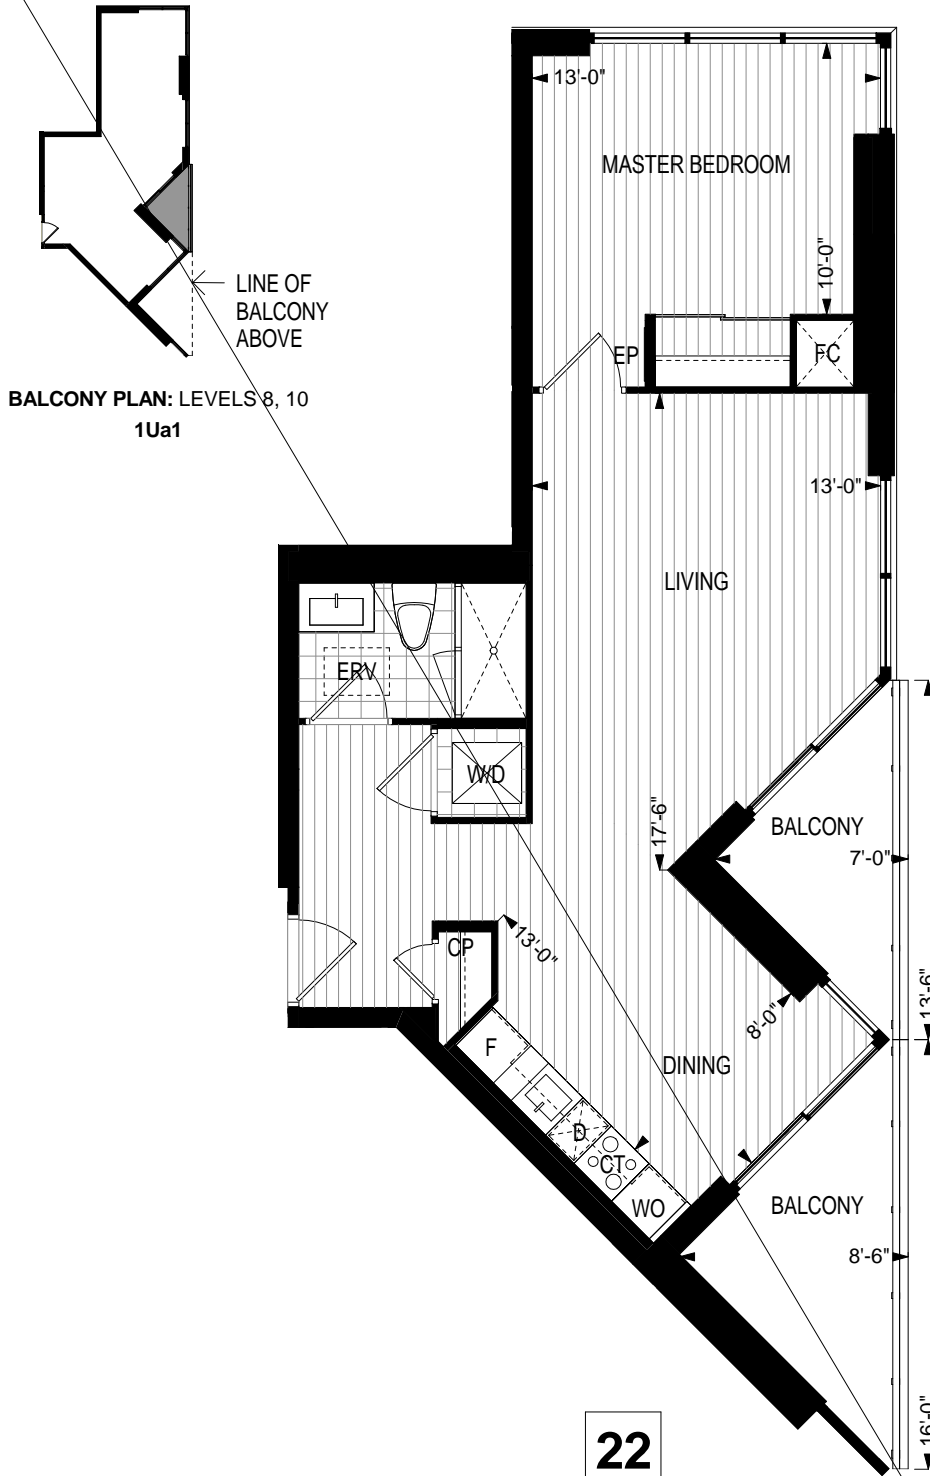 13'-0"
MASTER BEDROOM
10'-0"
LINE OF
BALCONY
ABOVE
EP
FC
BALCONY PLAN: LEVELS 8, 10
1Ua1
13'-0"
LIVING
ERV
W/D
17'-6"
BALCONY
7'-0"
CP
13'-0"
13'-6"
8'-0"
F
DINING
D
CT
WO
BALCONY
8'-6"
16'-0"
22